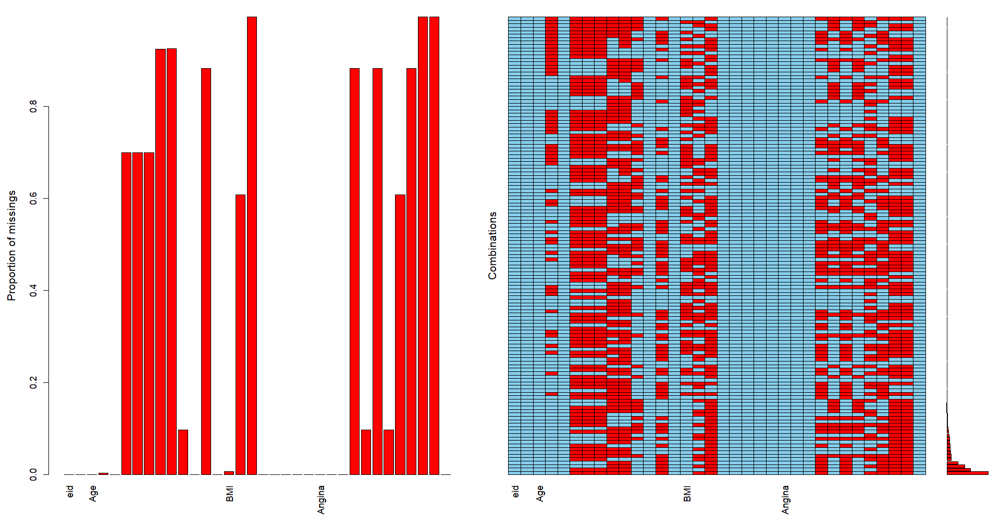 Proportion of missings
0.8
0.6
0.4
0.2
0.0
eid
Age
BMI
Angina
Combinations
eid
Age
BMI
Angina